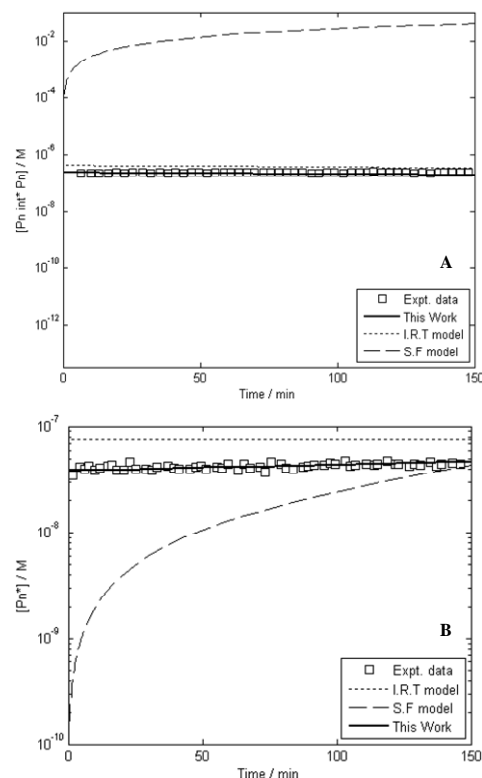 10^-2
10^-4
10^-6
10^-8
10^-10
10^-12
[Pn int* Pn] / M
A
Expt. data
This Work
I.R.T model
S.F model
0
50
100
150
Time / min
10^-7
10^-8
10^-9
10^-10
[Pn*] / M
B
Expt. data
I.R.T model
S.F model
This Work
0
50
100
150
Time / min